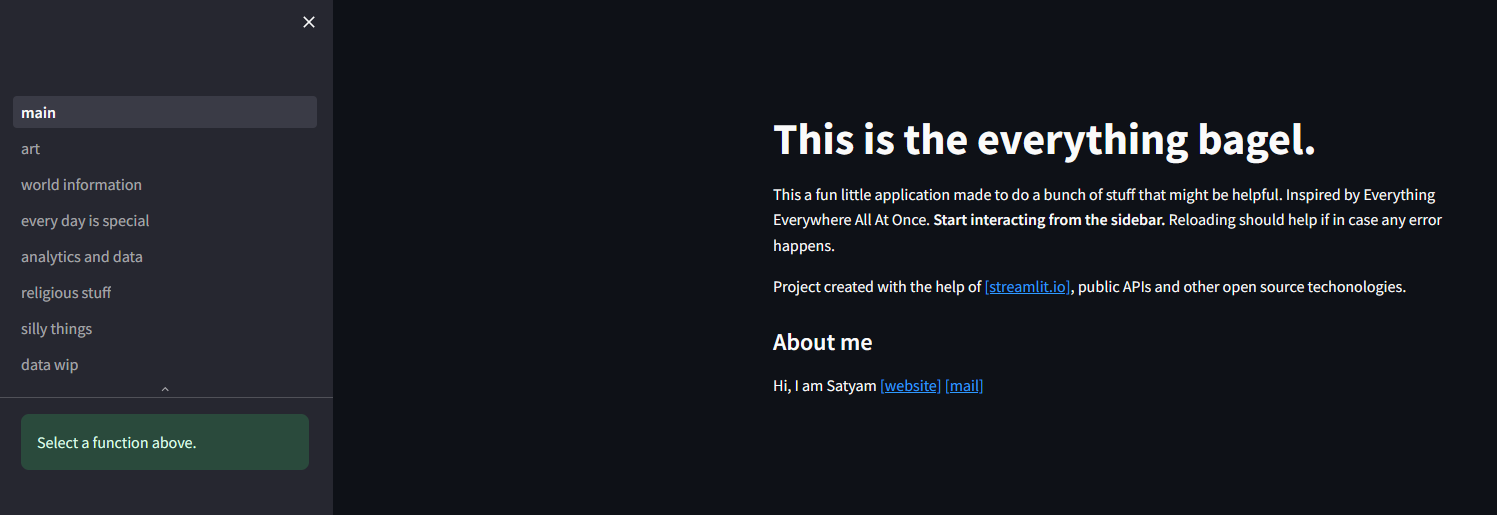 main
art
world information
every day is special
analytics and data
religious stuff
silly things
data wip
Select a function above.
This is the everything bagel.
This a fun little application made to do a bunch of stuff that might be helpful. Inspired by Everything
Everywhere All At Once. Start interacting from the sidebar. Reloading should help if in case any error
happens.
Project created with the help of [streamlit.io], public APIs and other open source techonologies.
About me
Hi, I am Satyam [website] [mail]